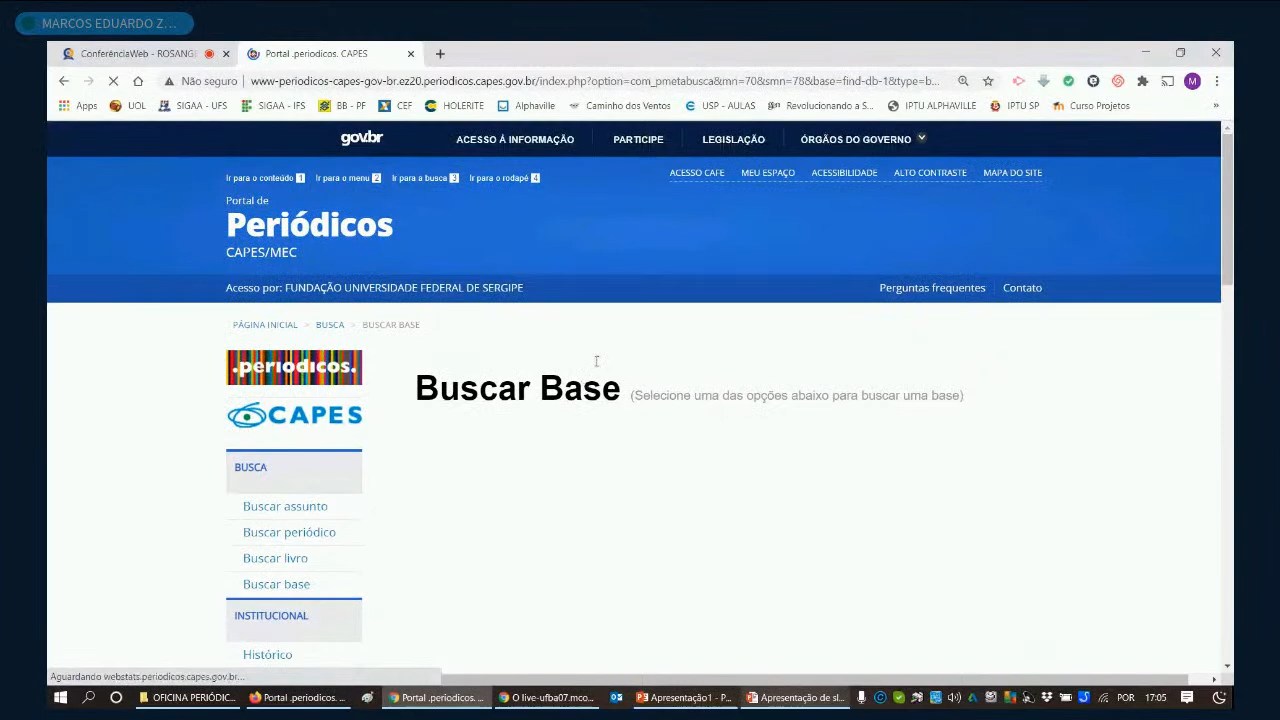 MARCOS EDUARDO Z...
ConferênciaWeb - ROSANG
Portal .periodicos. CAPES
Não seguro
www-periodicos-capes-gov-br.ez20.periodicos.capes.gov.br/index.php?option=com_pmetabusca&mn=70&smn=78&base=find-db-1&type=b...
M
Apps UOL SIGAA - UFS SIGAA - IFS BB - PF CEF HOLERITE Alphaville Caminho dos Ventos USP - AULAS Revolucionando a S... IPTU ALPHAVILLE IPTU SP Curso Projetos »
gov.br ACESSO À INFORMAÇÃO PARTICIPE LEGISLAÇÃO ÓRGÃOS DO GOVERNO
Ir para o conteúdo 1 Ir para o menu 2 Ir para a busca 3 Ir para o rodapé 4
ACESSO CAFE MEU ESPAÇO ACESSIBILIDADE ALTO CONTRASTE MAPA DO SITE
Portal de
Periódicos
CAPES/MEC
Acesso por: FUNDAÇÃO UNIVERSIDADE FEDERAL DE SERGIPE
Perguntas frequentes Contato
PÁGINA INICIAL > BUSCA > BUSCAR BASE
.periodicos.
CAPES
Buscar Base (Selecione uma das opções abaixo para buscar uma base)
BUSCA
Buscar assunto
Buscar periódico
Buscar livro
Buscar base
INSTITUCIONAL
Histórico
Aguardando webstats.periodicos.capes.gov.br...
OFICINA PERIÓDIC... Portal .periodicos. ... Portal .periodicos. ... O live-ufba07.mco... Apresentação1 - P... Apresentação de sl... POR 17:05